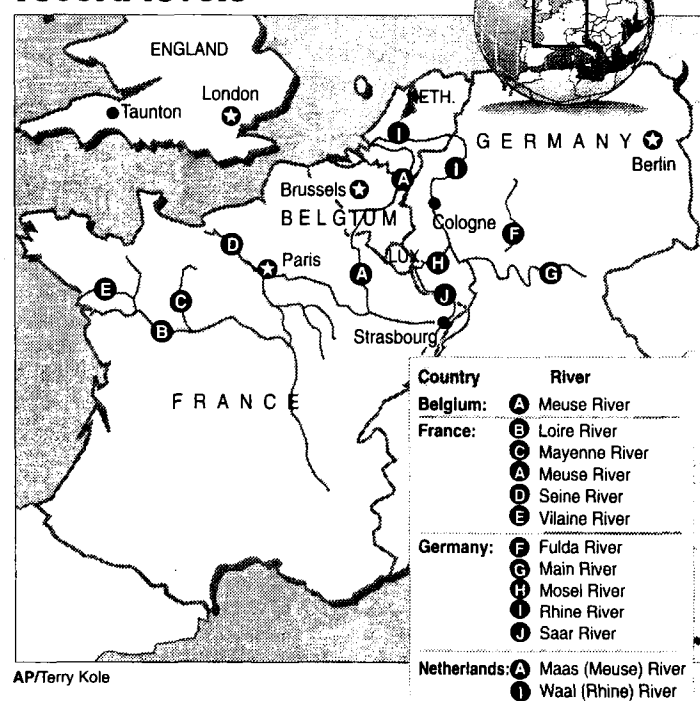 ENGLAND
London
Taunton
ETH.
GERMANY
Berlin
Brussels
BELGIUM
Cologne
LUX.
Paris
Strasbourg
FRANCE
I
I
A
F
D
H
G
A
J
E
C
B
Country River
Belgium: A Meuse River
France: B Loire River
C Mayenne River
A Meuse River
D Seine River
E Vilaine River
Germany: F Fulda River
G Main River
H Mosel River
I Rhine River
J Saar River
Netherlands: A Maas (Meuse) River
I Waal (Rhine) River
AP/Terry Kole